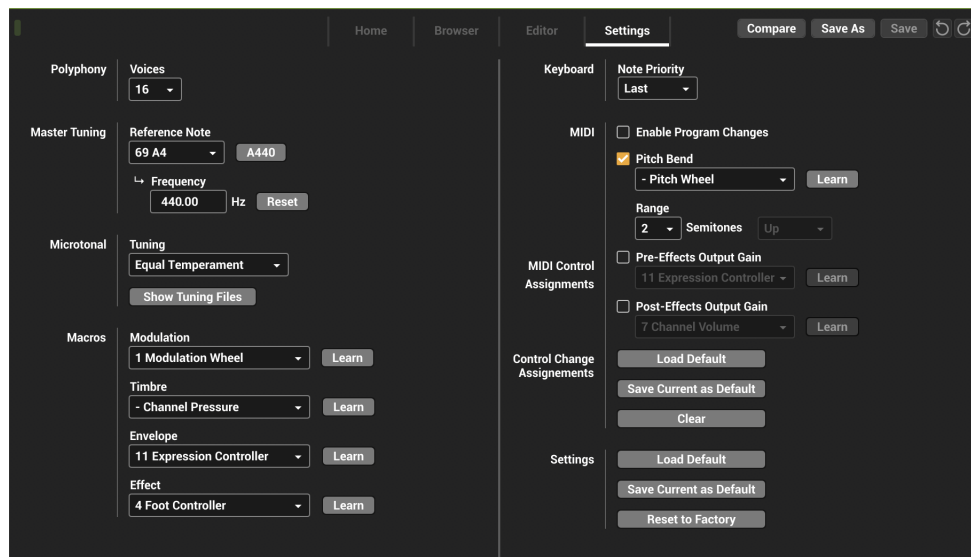 Home Browser Editor Settings Compare Save As Save
Polyphony
Voices
16
Master Tuning
Reference Note
69 A4 A440
Frequency
440.00 Hz Reset
Microtonal
Tuning
Equal Temperament
Show Tuning Files
Macros
Modulation
1 Modulation Wheel Learn
Timbre
- Channel Pressure Learn
Envelope
11 Expression Controller Learn
Effect
4 Foot Controller Learn
Keyboard
Note Priority
Last
MIDI
Enable Program Changes
Pitch Bend
- Pitch Wheel Learn
Range
2 Semitones Up
MIDI Control
Assignments
Pre-Effects Output Gain
11 Expression Controller Learn
Post-Effects Output Gain
7 Channel Volume Learn
Control Change
Assignements
Load Default
Save Current as Default
Clear
Settings
Load Default
Save Current as Default
Reset to Factory